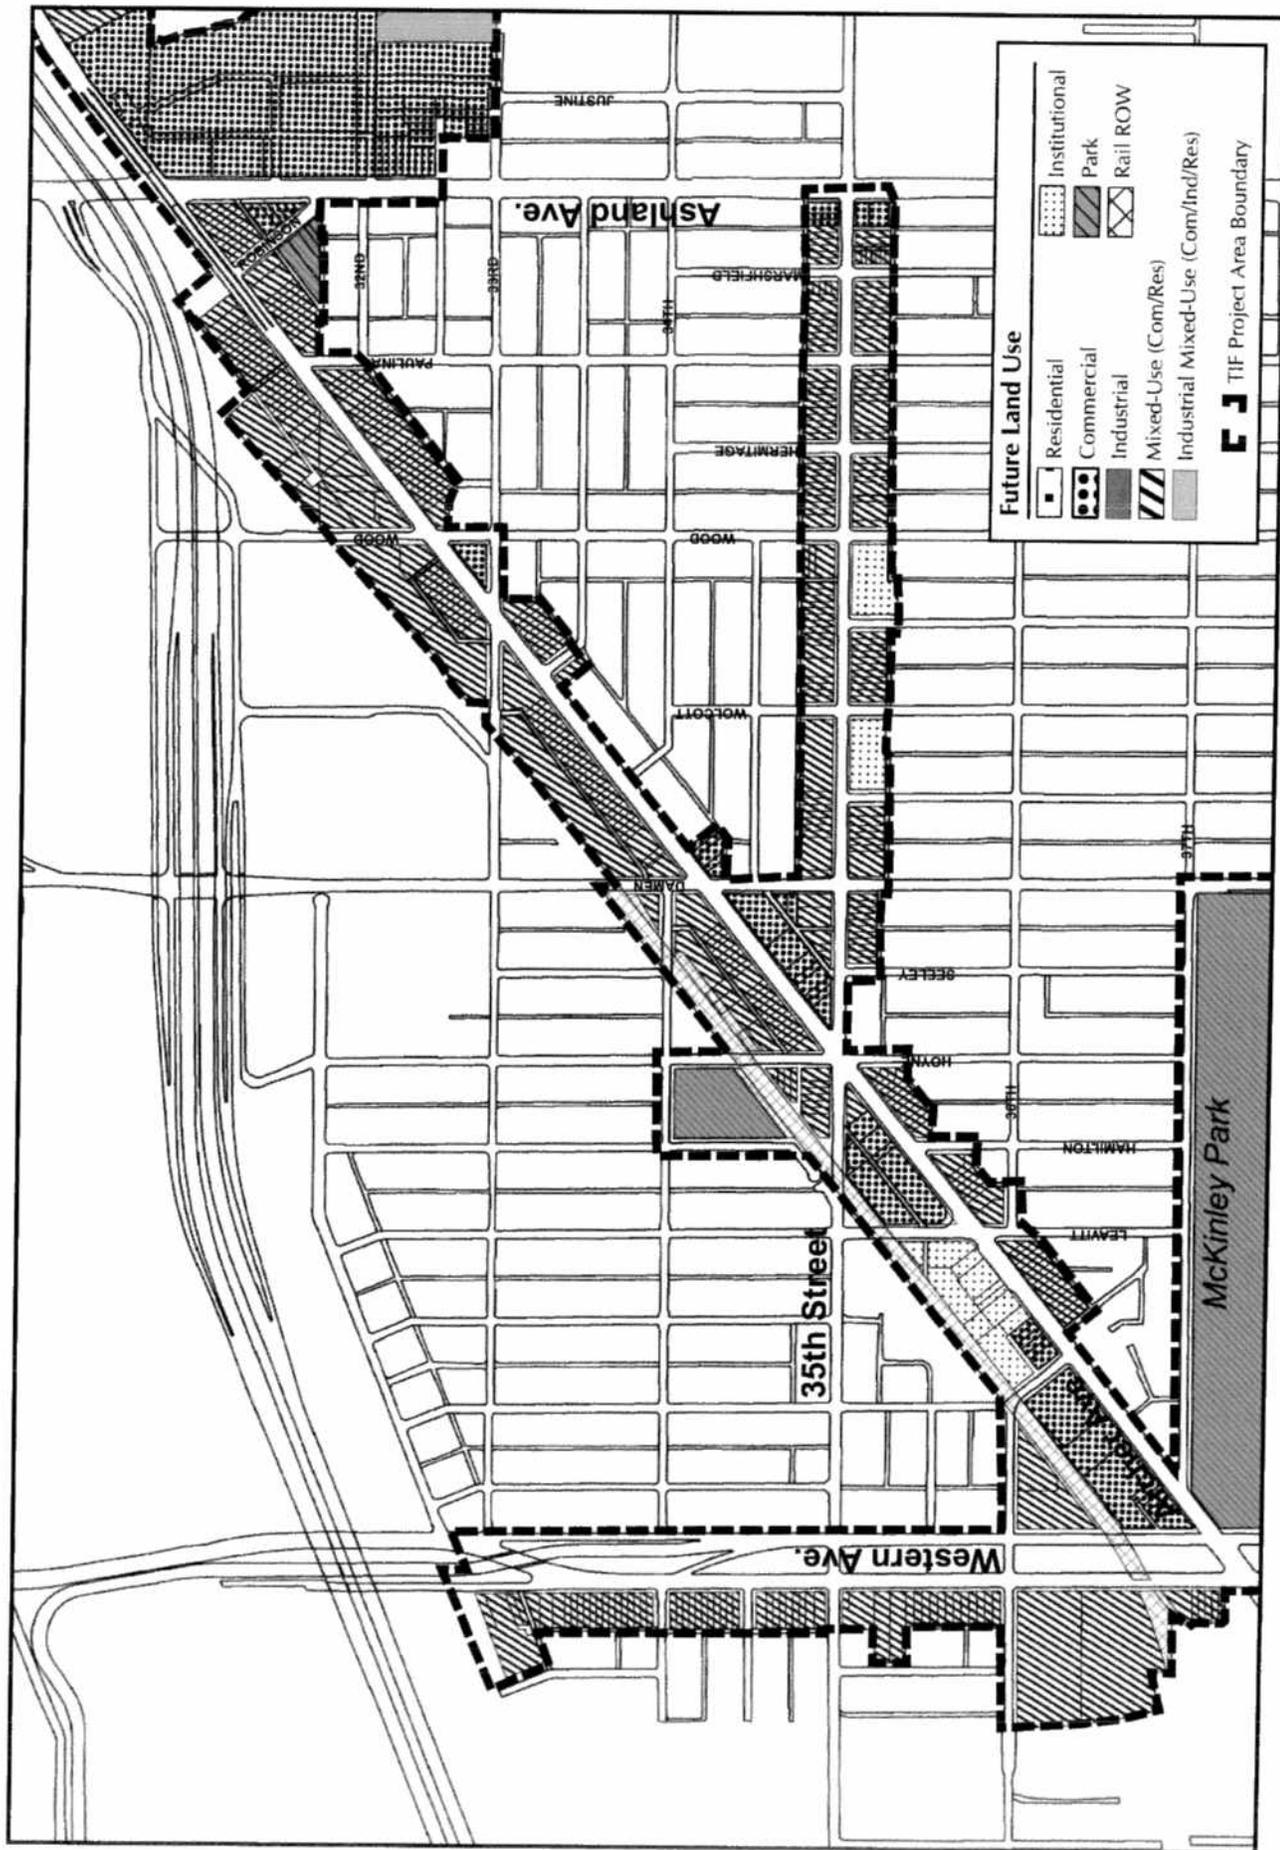 JUSTINE
Ashland Ave.
ROBINSON
32ND
33RD
34TH
MARSHFIELD
PAULINA
HERMITAGE
WOOD
WOOD
WOLCOTT
DAMEN
SEELEY
HOYNE
36TH
37TH
HAMILTON
LEAVITT
35th Street
Archer Ave.
Western Ave.
McKinley Park
Future Land Use
Residential
Commercial
Industrial
Mixed-Use (Com/Res)
Industrial Mixed-Use (Com/Ind/Res)
Institutional
Park
Rail ROW
TIF Project Area Boundary